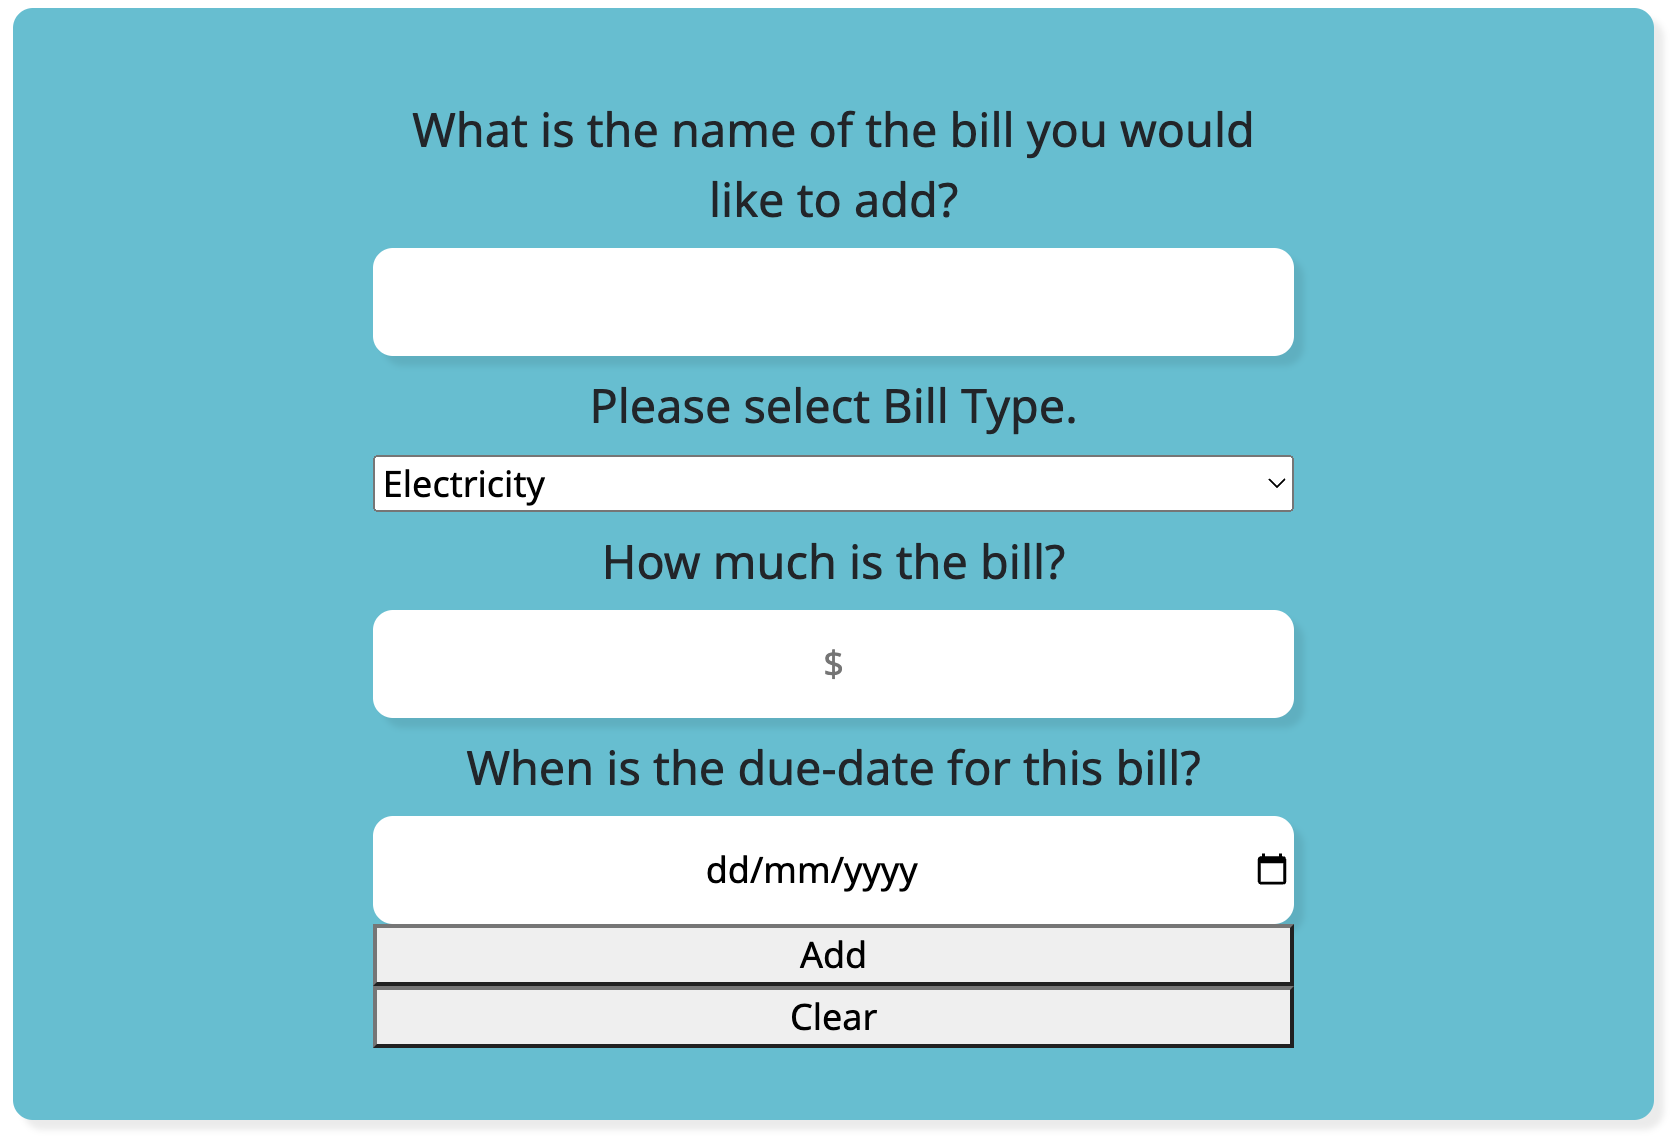 What is the name of the bill you would
like to add?
Please select Bill Type.
Electricity
How much is the bill?
$
When is the due-date for this bill?
dd/mm/yyyy
Add
Clear